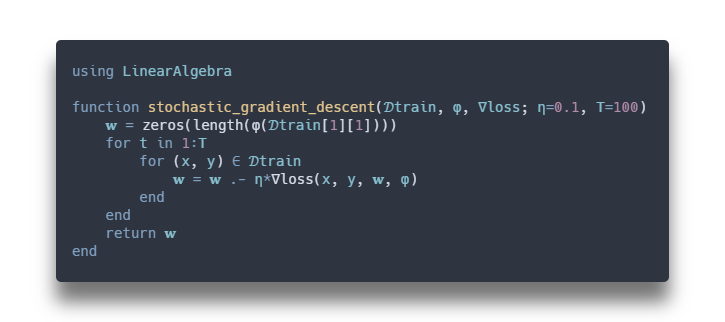 using LinearAlgebra
function stochastic_gradient_descent(𝒟train, φ, ∇loss; η=0.1, T=100)
    𝐰 = zeros(length(φ(𝒟train[1][1])))
    for t in 1:T
        for (x, y) ∈ 𝒟train
            𝐰 = 𝐰 .- η*∇loss(x, y, 𝐰, φ)
        end
    end
    return 𝐰
end